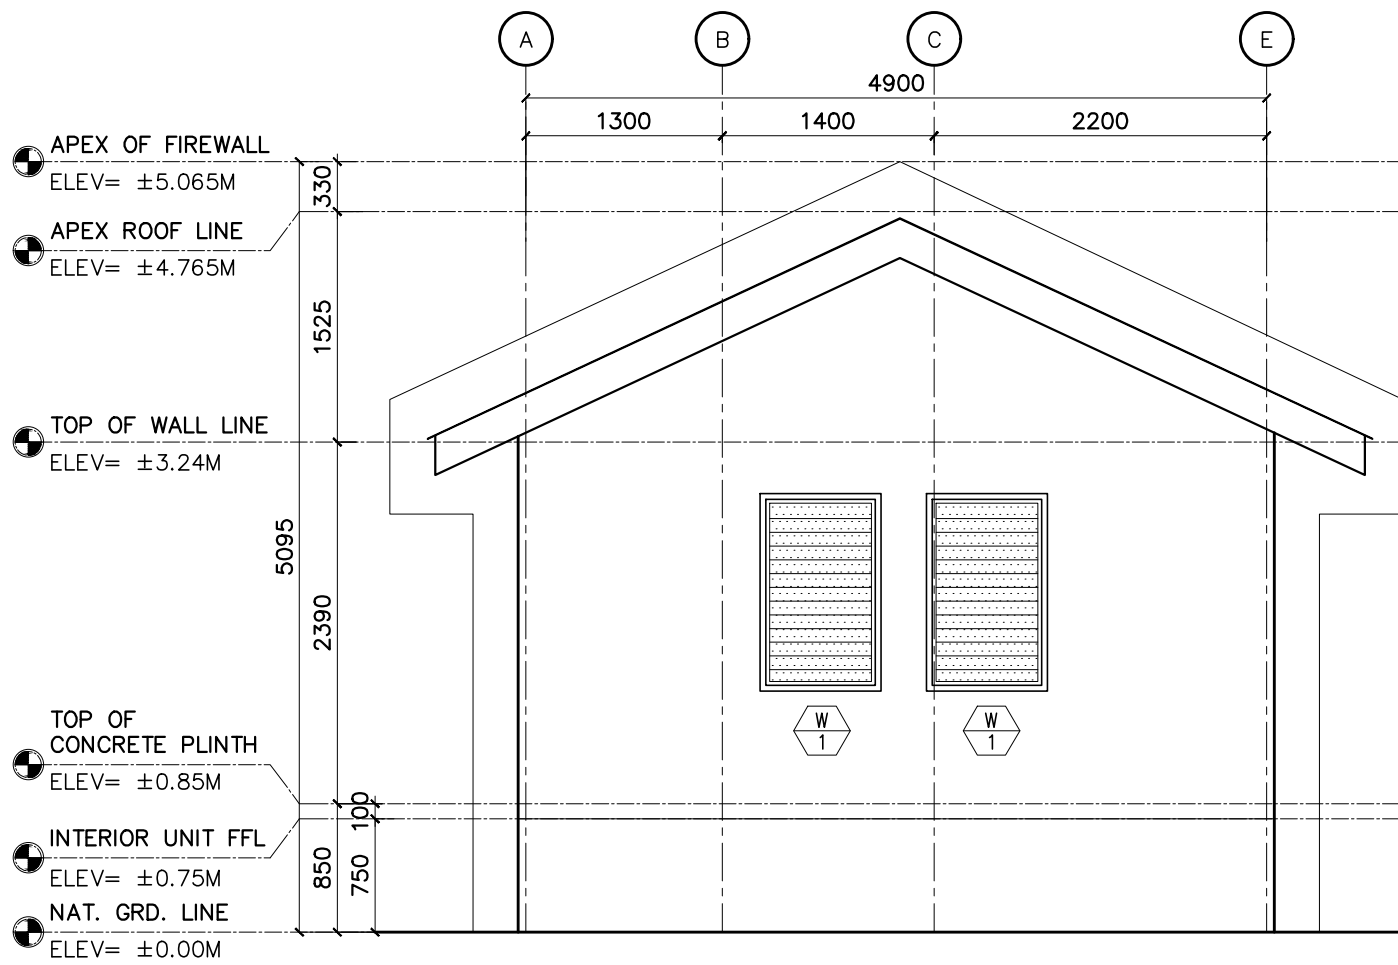 A
B
C
E
4900
1300
1400
2200
APEX OF FIREWALL
ELEV= ±5.065M
330
APEX ROOF LINE
ELEV= ±4.765M
1525
TOP OF WALL LINE
ELEV= ±3.24M
5095
2390
W
1
W
1
TOP OF
CONCRETE PLINTH
ELEV= ±0.85M
100
INTERIOR UNIT FFL
ELEV= ±0.75M
850
750
NAT. GRD. LINE
ELEV= ±0.00M